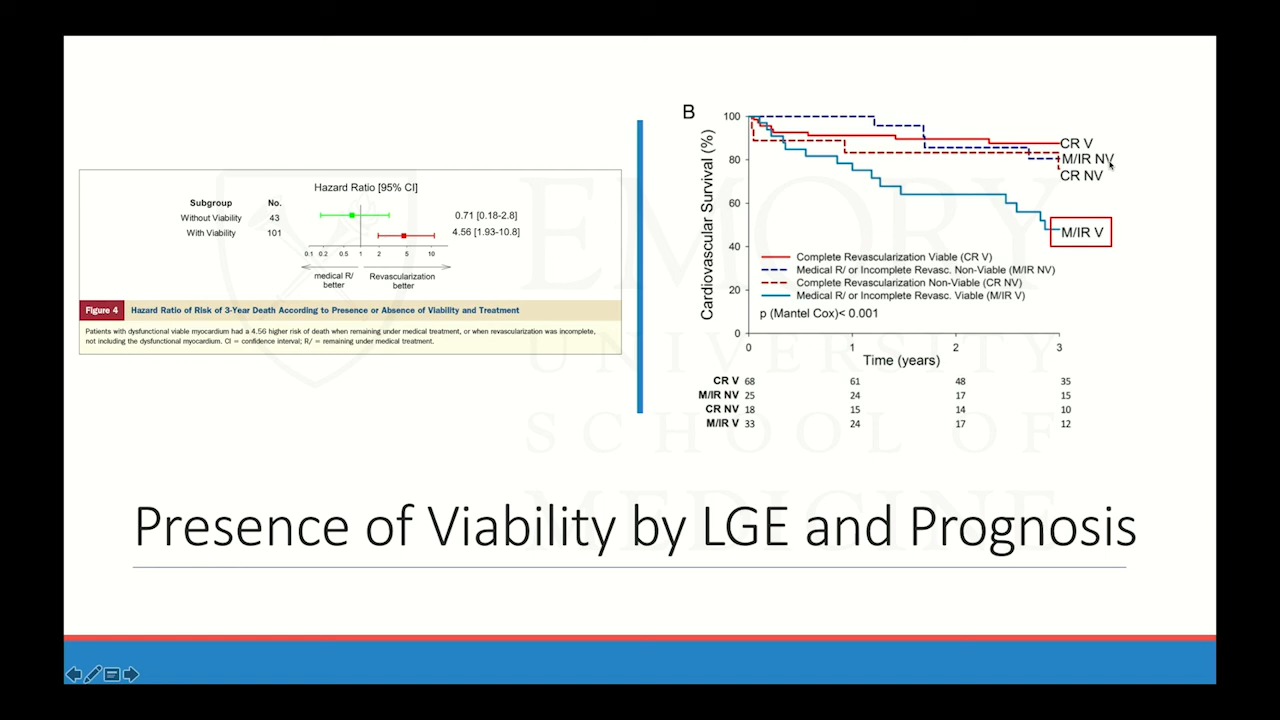 Hazard Ratio [95% CI]
Subgroup No.
Without Viability 43 0.71 [0.18-2.8]
With Viability 101 4.56 [1.93-10.8]
0.1 0.2 0.5 1 2 5 10
medical R/ better Revascularization better
Figure 4 Hazard Ratio of Risk of 3-Year Death According to Presence or Absence of Viability and Treatment
Patients with dysfunctional viable myocardium had a 4.56 higher risk of death when remaining under medical treatment, or when revascularization was incomplete,
not including the dysfunctional myocardium. CI = confidence interval; R/ = remaining under medical treatment.
B
Cardiovascular Survival (%)
100
80
60
40
20
0
CR V
M/IR NV
CR NV
M/IR V
Complete Revascularization Viable (CR V)
Medical R/ or Incomplete Revasc. Non-Viable (M/IR NV)
Complete Revascularization Non-Viable (CR NV)
Medical R/ or Incomplete Revasc. Viable (M/IR V)
p (Mantel Cox)< 0.001
0 1 2 3
Time (years)
CR V 68 61 48 35
M/IR NV 25 24 17 15
CR NV 18 15 14 10
M/IR V 33 24 17 12
EMORY
UNIVERSITY
SCHOOL OF
MEDICINE
Presence of Viability by LGE and Prognosis